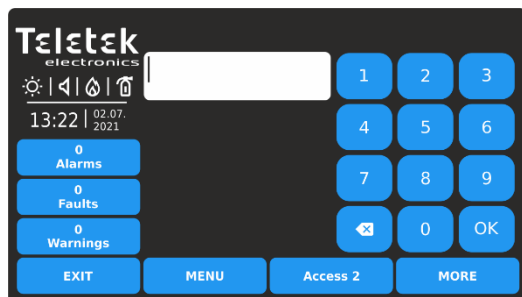 Teletek
electronics
13:22 02.07.
2021
0
Alarms
0
Faults
0
Warnings
1 2 3
4 5 6
7 8 9
0 OK
EXIT MENU Access 2 MORE